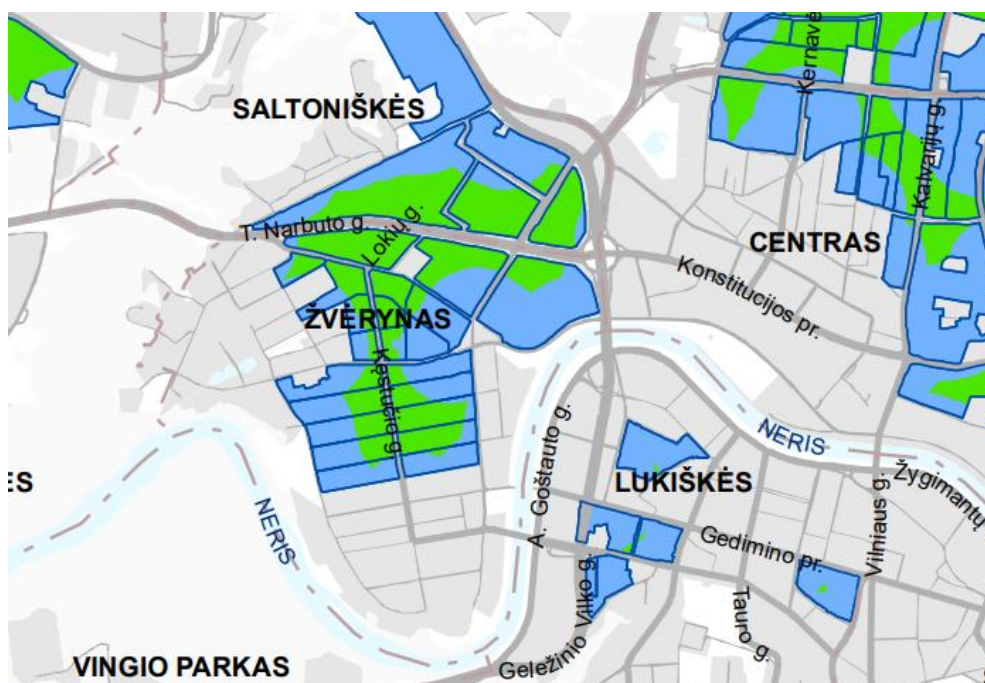 Kernavė
SALTONIŠKĖS
Kalvarijų g.
T. Narbuto g.
Lokių g.
CENTRAS
Konstitucijos pr.
ŽVĖRYNAS
Kęstučio g
A. Goštauto g.
NERIS
LUKIŠKĖS
ES
NERIS
Žygimantų
Gedimino pr.
Vilniaus g.
Geležinio Vilko g.
Tauro g.
VINGIO PARKAS